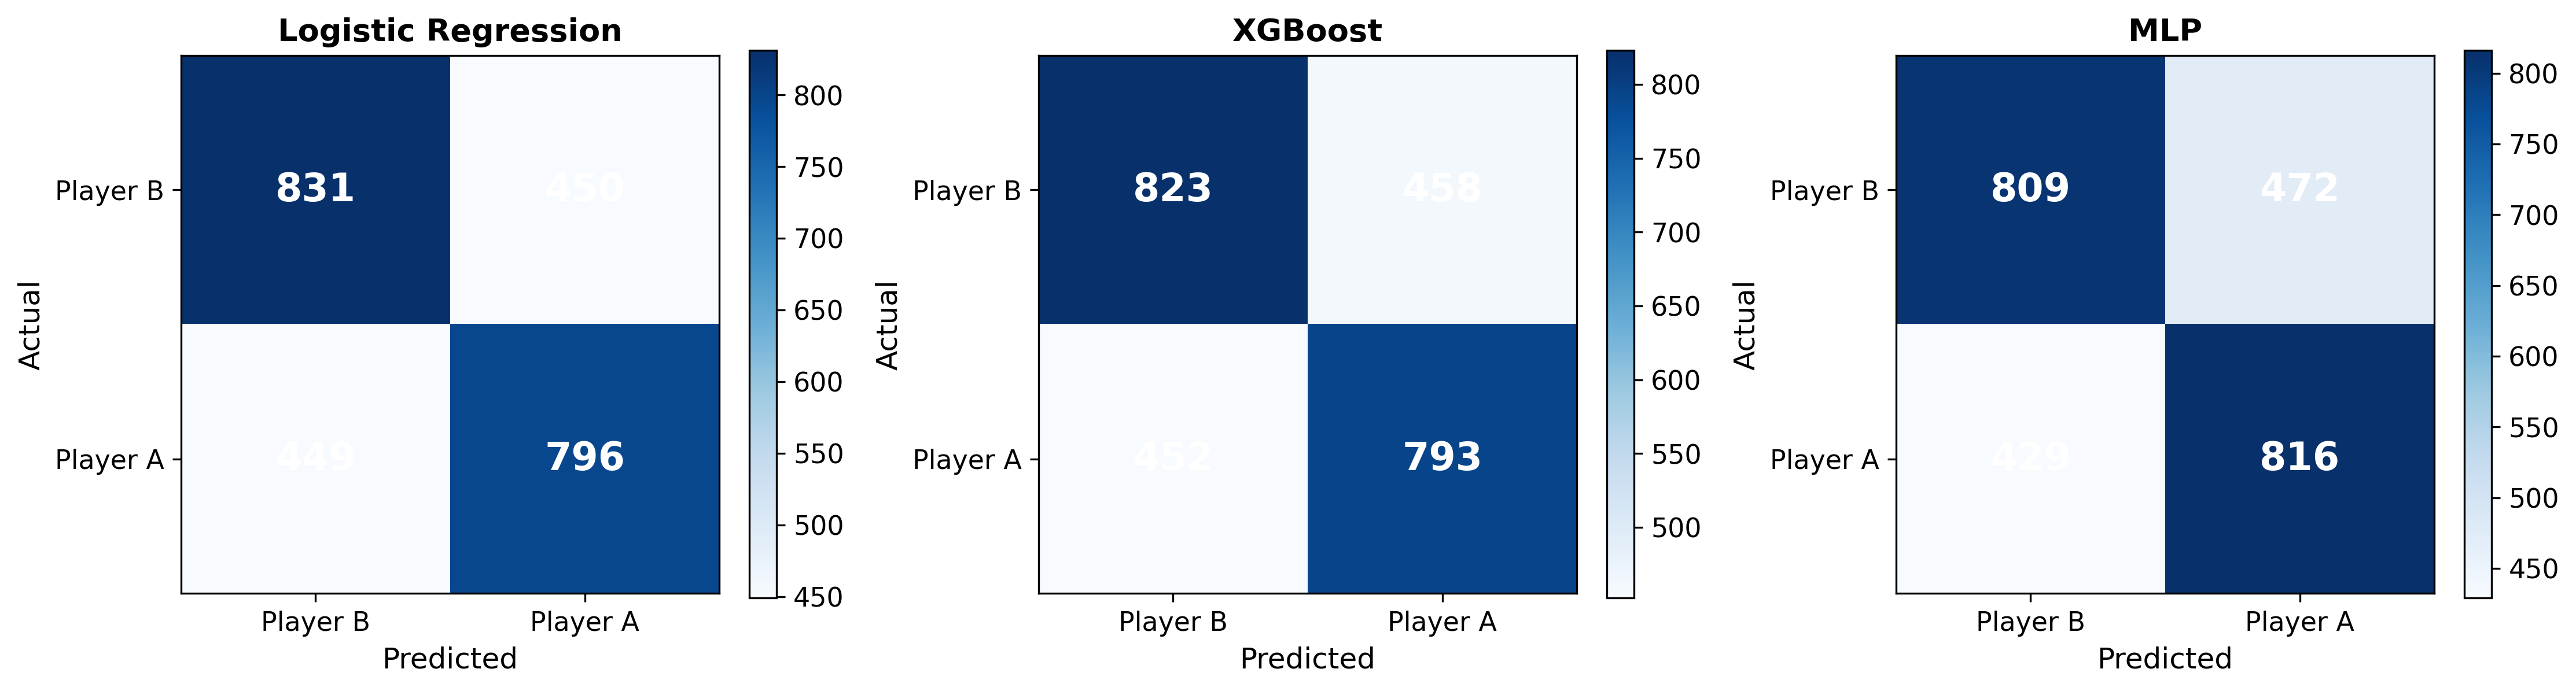 Logistic Regression
Actual
Player B
Player A
831
450
449
796
Player B
Player A
Predicted
800
750
700
650
600
550
500
450
XGBoost
Actual
Player B
Player A
823
458
452
793
Player B
Player A
Predicted
800
750
700
650
600
550
500
MLP
Actual
Player B
Player A
809
472
429
816
Player B
Player A
Predicted
800
750
700
650
600
550
500
450